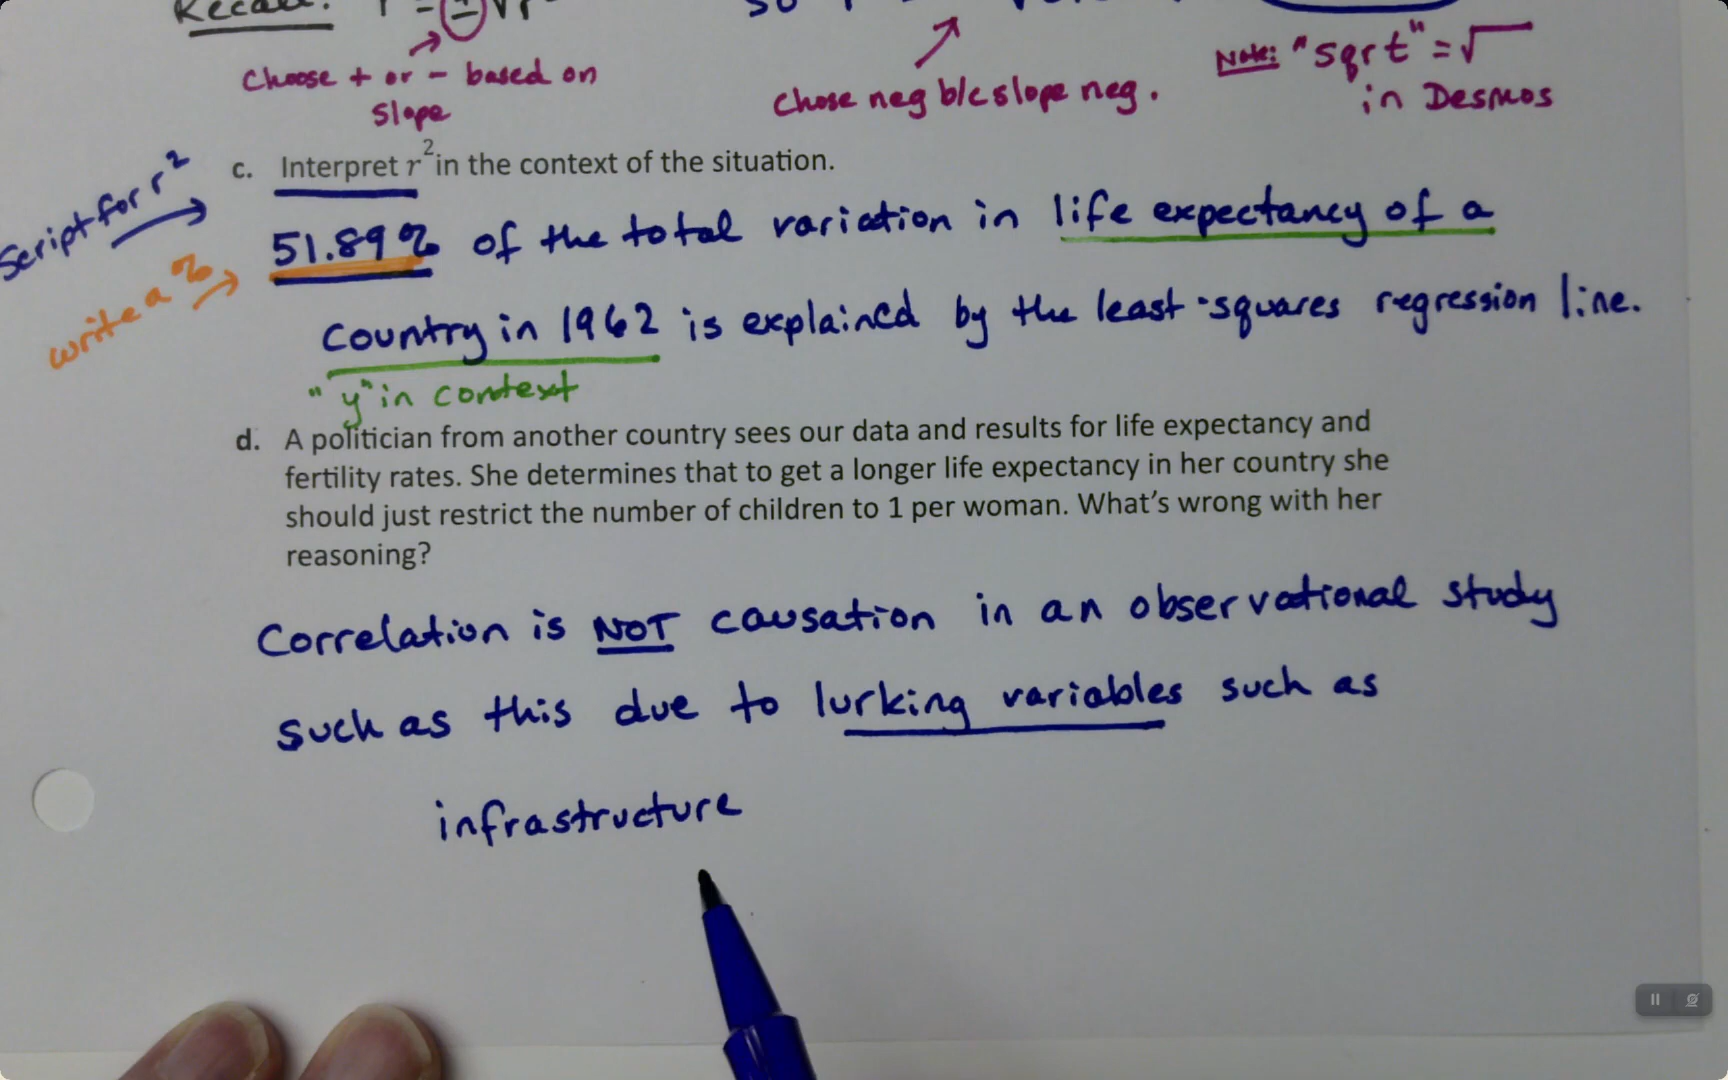 Recall: r = ± √r²
so r
Choose + or - based on
slope
chose neg b/c slope neg.
Note: "sqrt" = √
in Desmos
Script for r²
c. Interpret r² in the context of the situation.
write a %
51.89% of the total variation in life expectancy of a
country in 1962 is explained by the least-squares regression line.
"y" in context
d. A politician from another country sees our data and results for life expectancy and
fertility rates. She determines that to get a longer life expectancy in her country she
should just restrict the number of children to 1 per woman. What's wrong with her
reasoning?
Correlation is NOT causation in an observational study
such as this due to lurking variables such as
infrastructure